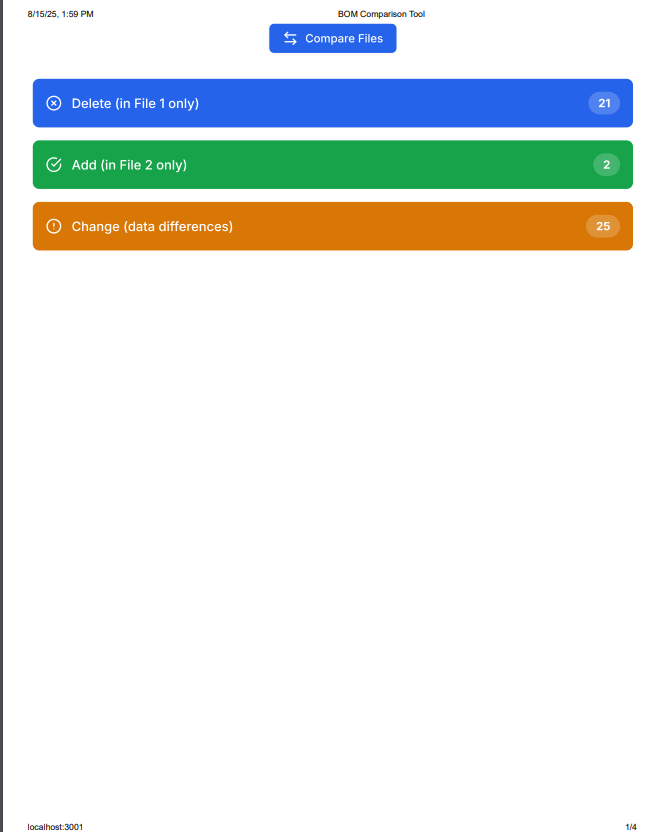 8/15/25, 1:59 PM BOM Comparison Tool
Compare Files
Delete (in File 1 only) 21
Add (in File 2 only) 2
Change (data differences) 25
localhost:3001 1/4